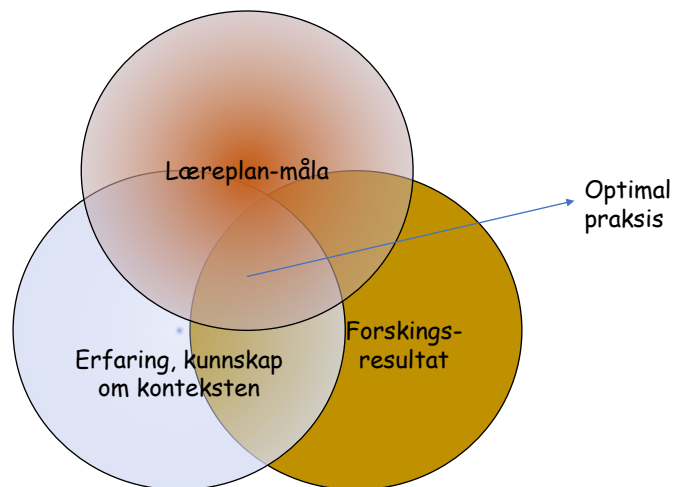 Læreplan-måla
Optimal
praksis
Forskings-
resultat
Erfaring, kunnskap
om konteksten